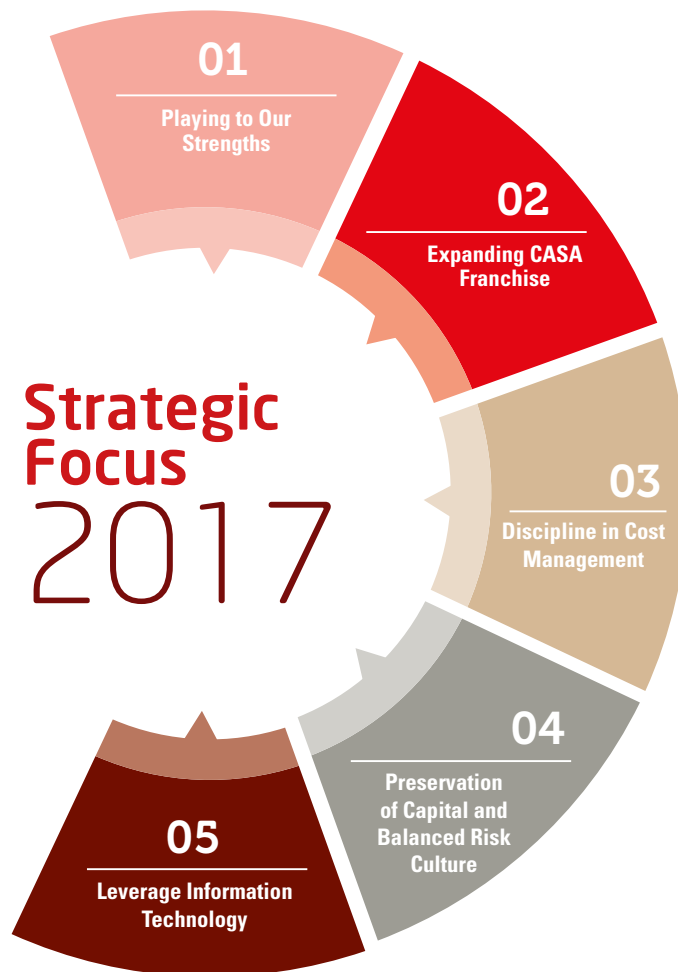 01
Playing to Our
Strengths
02
Expanding CASA
Franchise
Strategic
Focus
2017
03
Discipline in Cost
Management
04
Preservation
of Capital and
Balanced Risk
Culture
05
Leverage Information
Technology